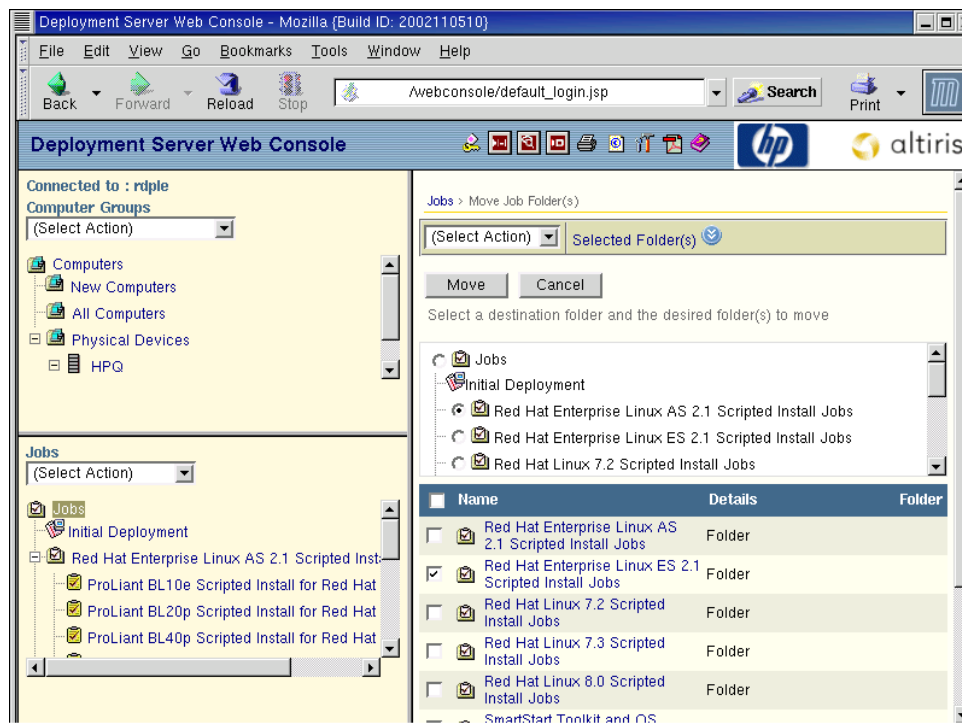 Deployment Server Web Console - Mozilla {Build ID: 2002110510}
File Edit View Go Bookmarks Tools Window Help
Back Forward Reload Stop /webconsole/default_login.jsp Search Print
Deployment Server Web Console
hp
altiris
Connected to : rdple
Computer Groups
(Select Action)
Computers
New Computers
All Computers
Physical Devices
HPQ
Jobs
(Select Action)
Jobs
Initial Deployment
Red Hat Enterprise Linux AS 2.1 Scripted Inst
ProLiant BL10e Scripted Install for Red Hat
ProLiant BL20p Scripted Install for Red Hat
ProLiant BL40p Scripted Install for Red Hat
Jobs > Move Job Folder(s)
(Select Action) Selected Folder(s)
Move Cancel
Select a destination folder and the desired folder(s) to move
Jobs
Initial Deployment
Red Hat Enterprise Linux AS 2.1 Scripted Install Jobs
Red Hat Enterprise Linux ES 2.1 Scripted Install Jobs
Red Hat Linux 7.2 Scripted Install Jobs
Name Details Folder
Red Hat Enterprise Linux AS
2.1 Scripted Install Jobs Folder
Red Hat Enterprise Linux ES 2.1
Scripted Install Jobs Folder
Red Hat Linux 7.2 Scripted
Install Jobs Folder
Red Hat Linux 7.3 Scripted
Install Jobs Folder
Red Hat Linux 8.0 Scripted
Install Jobs Folder
SmartStart Toolkit and OS